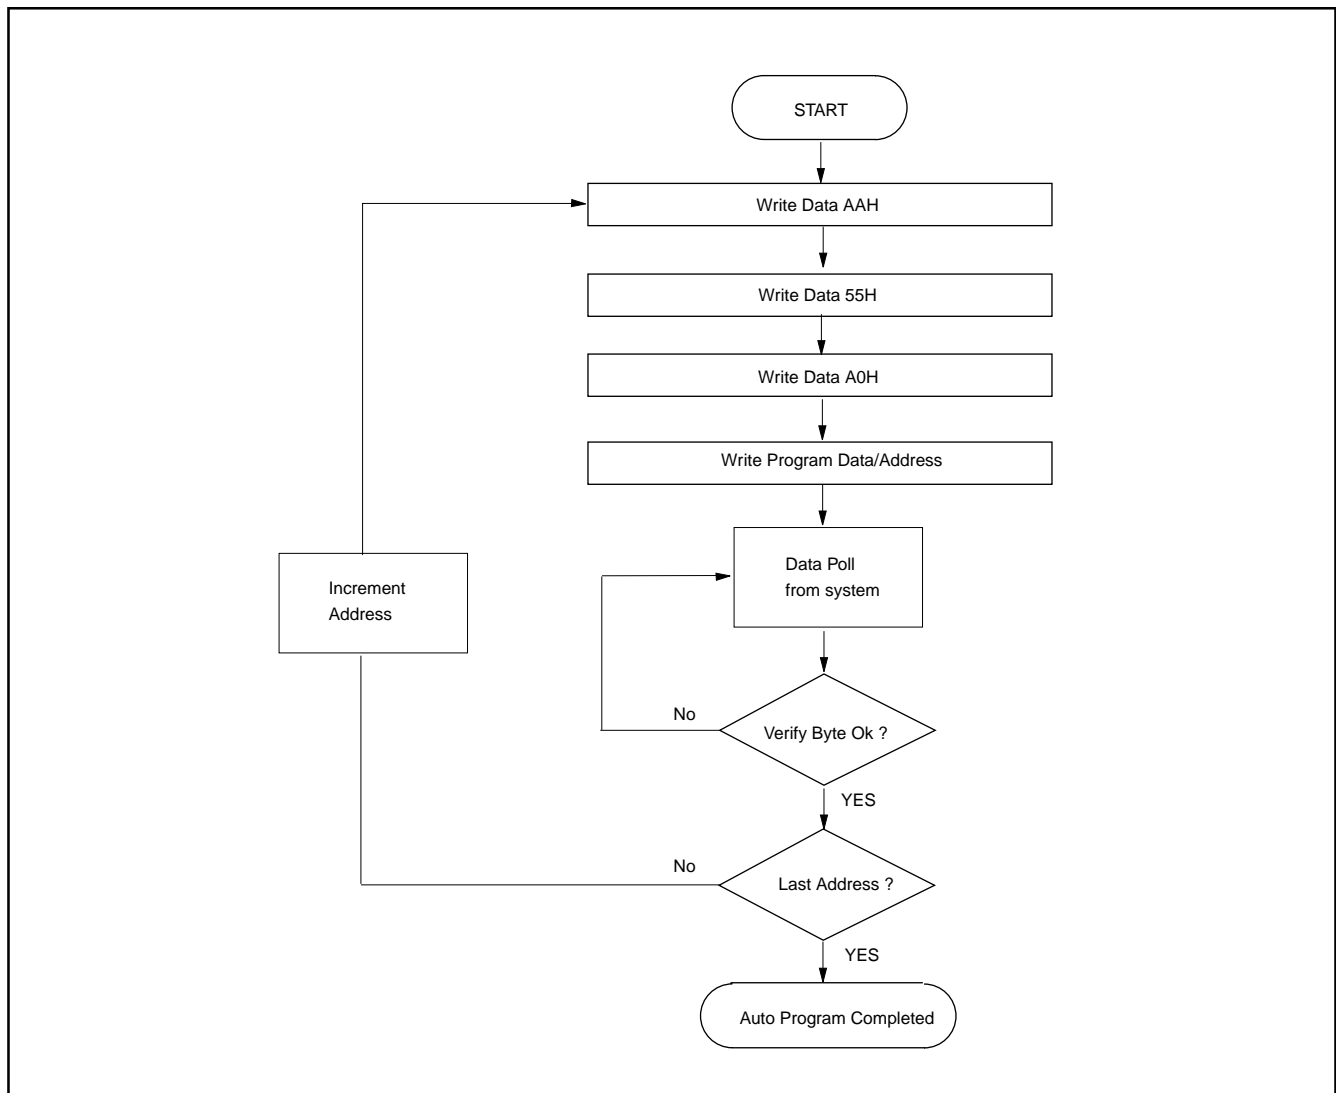 START
Write Data AAH
Write Data 55H
Write Data A0H
Write Program Data/Address
Data Poll
from system
Increment
Address
No
Verify Byte Ok ?
YES
No
Last Address ?
YES
Auto Program Completed